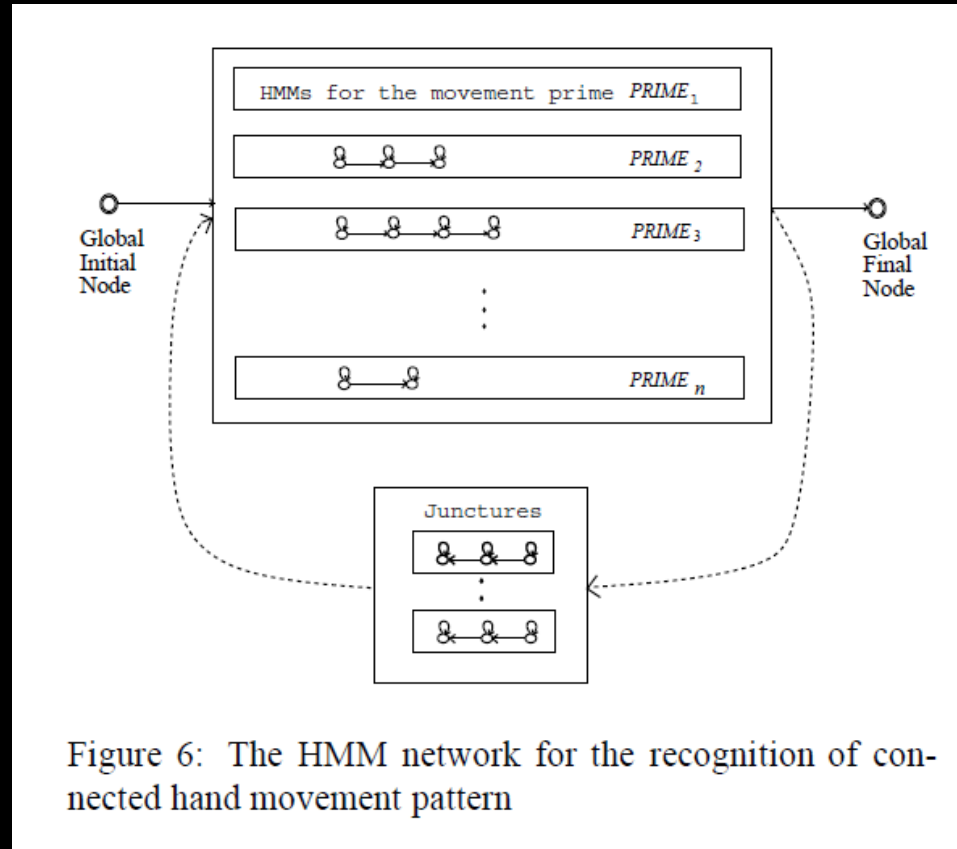 HMMs for the movement prime PRIME1
PRIME2
PRIME3
PRIMEn
Global
Initial
Node
Global
Final
Node
Junctures
Figure 6: The HMM network for the recognition of con-
nected hand movement pattern